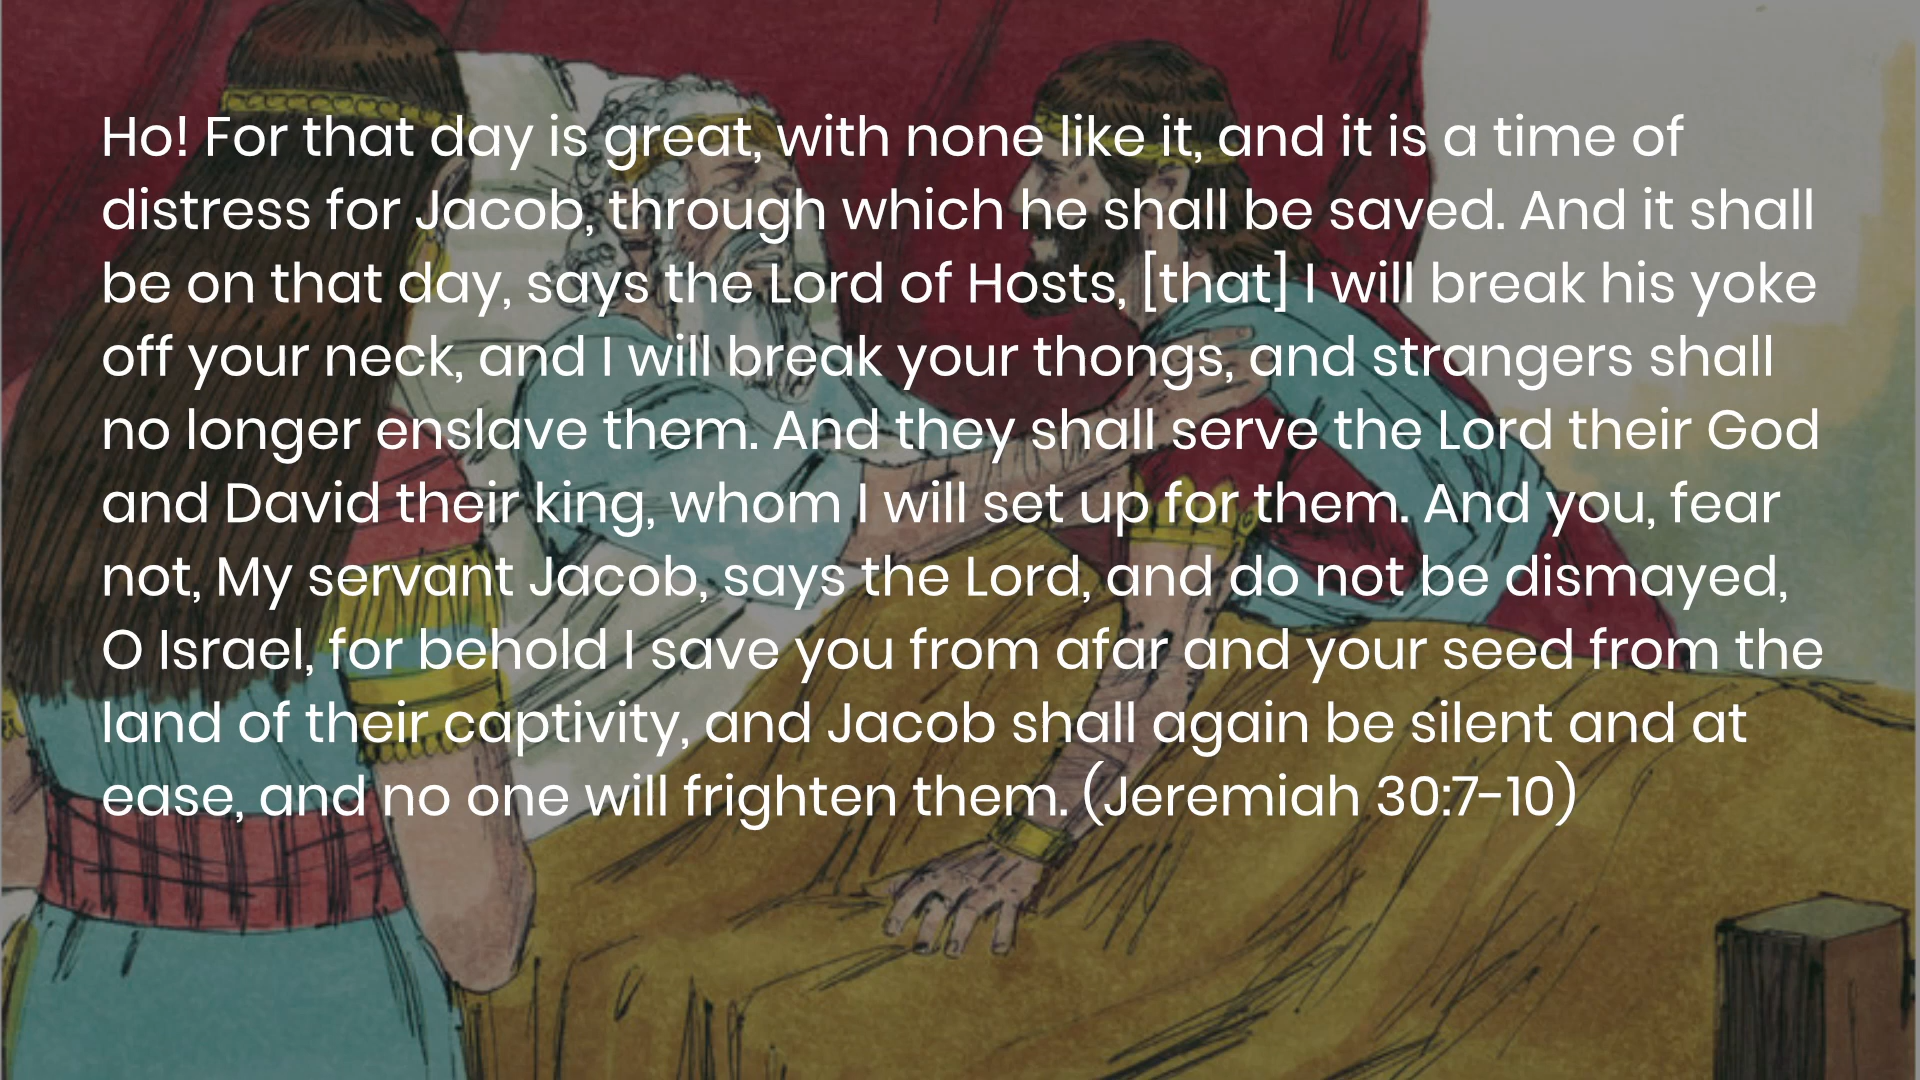 Ho! For that day is great, with none like it, and it is a time of
distress for Jacob, through which he shall be saved. And it shall
be on that day, says the Lord of Hosts, [that] I will break his yoke
off your neck, and I will break your thongs, and strangers shall
no longer enslave them. And they shall serve the Lord their God
and David their king, whom I will set up for them. And you, fear
not, My servant Jacob, says the Lord, and do not be dismayed,
O Israel, for behold I save you from afar and your seed from the
land of their captivity, and Jacob shall again be silent and at
ease, and no one will frighten them. (Jeremiah 30:7-10)